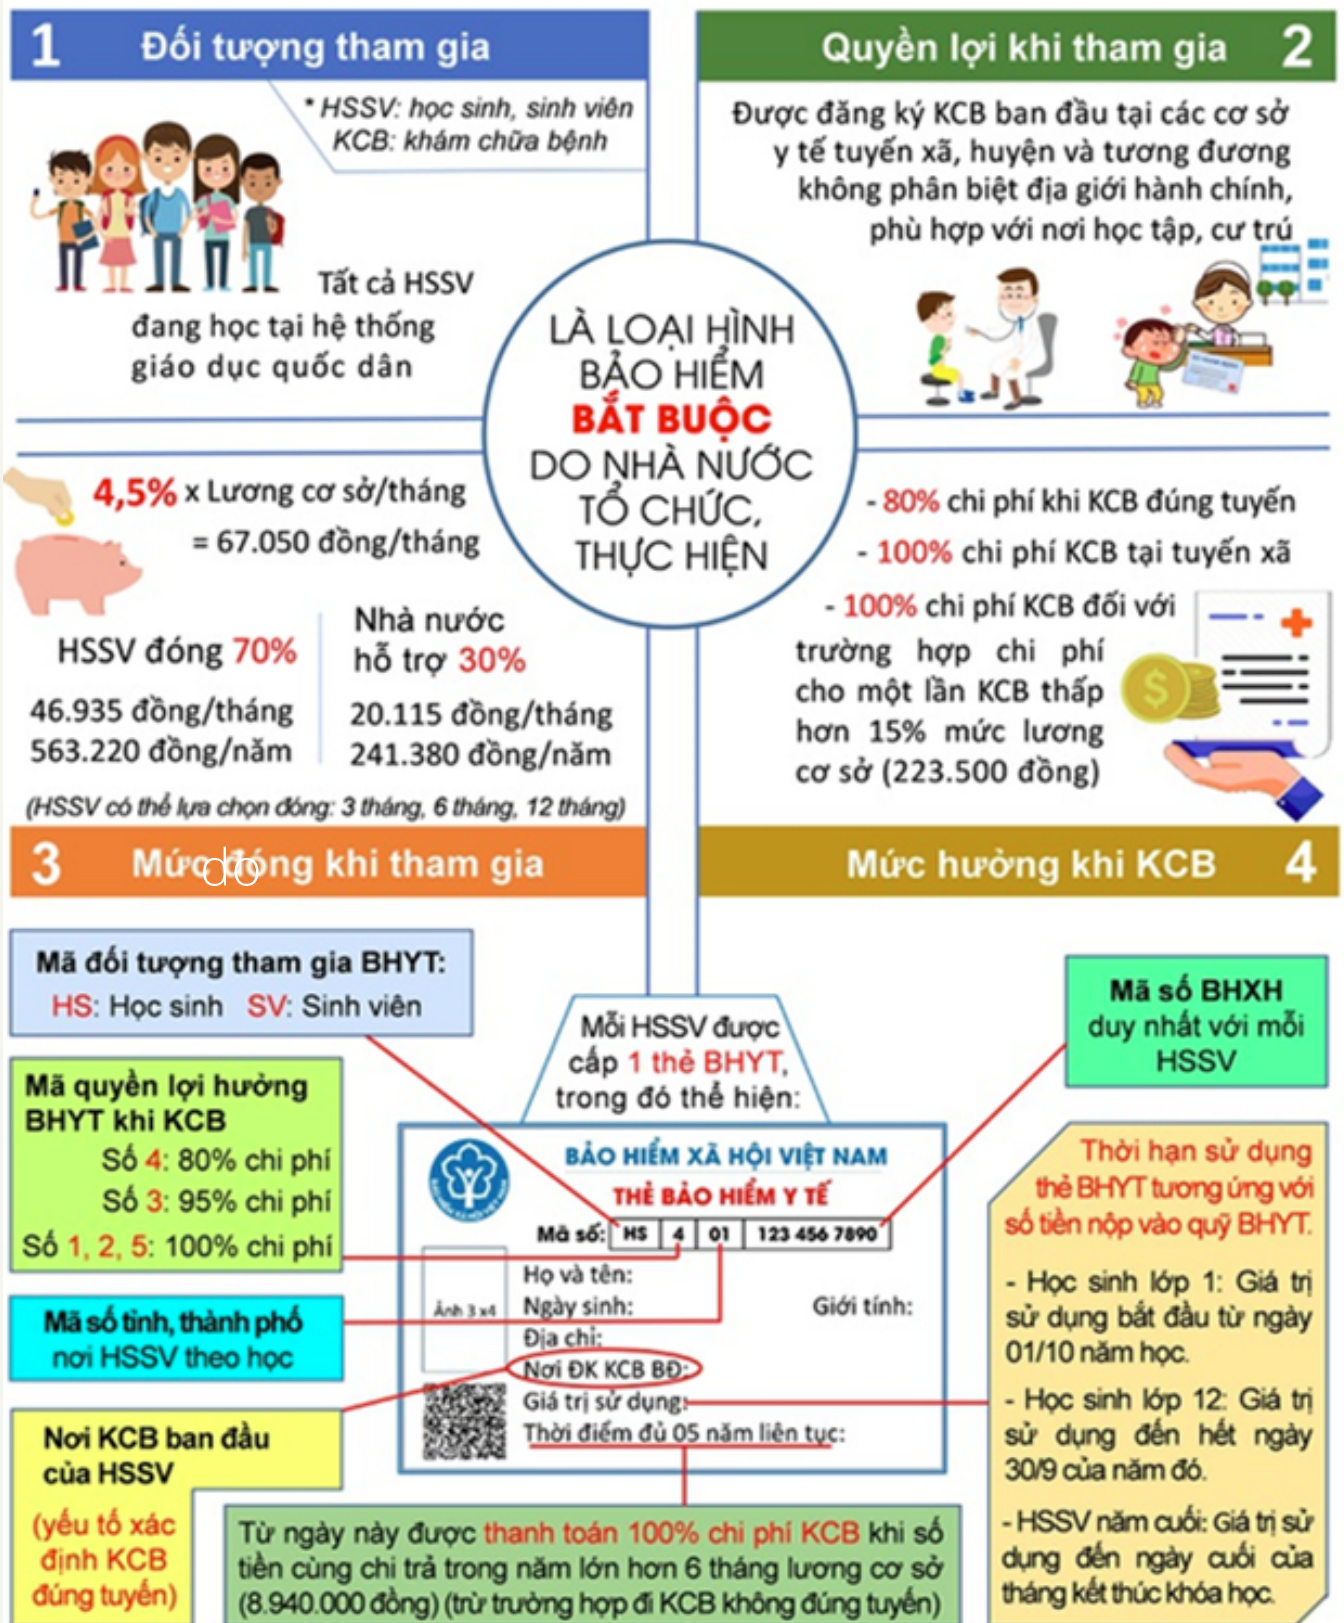 1 Đối tượng tham gia
* HSSV: học sinh, sinh viên
KCB: khám chữa bệnh
Tất cả HSSV
đang học tại hệ thống
giáo dục quốc dân
Quyền lợi khi tham gia 2
Được đăng ký KCB ban đầu tại các cơ sở
y tế tuyến xã, huyện và tương đương
không phân biệt địa giới hành chính,
phù hợp với nơi học tập, cư trú
LÀ LOẠI HÌNH
BẢO HIỂM
BẮT BUỘC
DO NHÀ NƯỚC
TỔ CHỨC,
THỰC HIỆN
4,5% x Lương cơ sở/tháng
= 67.050 đồng/tháng
HSSV đóng 70%
46.935 đồng/tháng
563.220 đồng/năm
Nhà nước
hỗ trợ 30%
20.115 đồng/tháng
241.380 đồng/năm
(HSSV có thể lựa chọn đóng: 3 tháng, 6 tháng, 12 tháng)
3 Mức đóng khi tham gia
do
- 80% chi phí khi KCB đúng tuyến
- 100% chi phí KCB tại tuyến xã
- 100% chi phí KCB đối với
trường hợp chi phí
cho một lần KCB thấp
hơn 15% mức lương
cơ sở (223.500 đồng)
Mức hưởng khi KCB 4
Mã đối tượng tham gia BHYT:
HS: Học sinh SV: Sinh viên
Mã quyền lợi hưởng
BHYT khi KCB
Số 4: 80% chi phí
Số 3: 95% chi phí
Số 1, 2, 5: 100% chi phí
Mã số tỉnh, thành phố
nơi HSSV theo học
Nơi KCB ban đầu
của HSSV
(yếu tố xác
định KCB
đúng tuyến)
Mỗi HSSV được
cấp 1 thẻ BHYT,
trong đó thể hiện:
BẢO HIỂM XÃ HỘI VIỆT NAM
THẺ BẢO HIỂM Y TẾ
Mã số: HS 4 01 123 456 7890
Họ và tên:
Ảnh 3x4
Ngày sinh: Giới tính:
Địa chỉ:
Nơi ĐK KCB BĐ:
Giá trị sử dụng:
Thời điểm đủ 05 năm liên tục:
Từ ngày này được thanh toán 100% chi phí KCB khi số
tiền cùng chi trả trong năm lớn hơn 6 tháng lương cơ sở
(8.940.000 đồng) (trừ trường hợp đi KCB không đúng tuyến)
Mã số BHXH
duy nhất với mỗi
HSSV
Thời hạn sử dụng
thẻ BHYT tương ứng với
số tiền nộp vào quỹ BHYT.
- Học sinh lớp 1: Giá trị
sử dụng bắt đầu từ ngày
01/10 năm học.
- Học sinh lớp 12: Giá trị
sử dụng đến hết ngày
30/9 của năm đó.
- HSSV năm cuối: Giá trị sử
dụng đến ngày cuối của
tháng kết thúc khóa học.